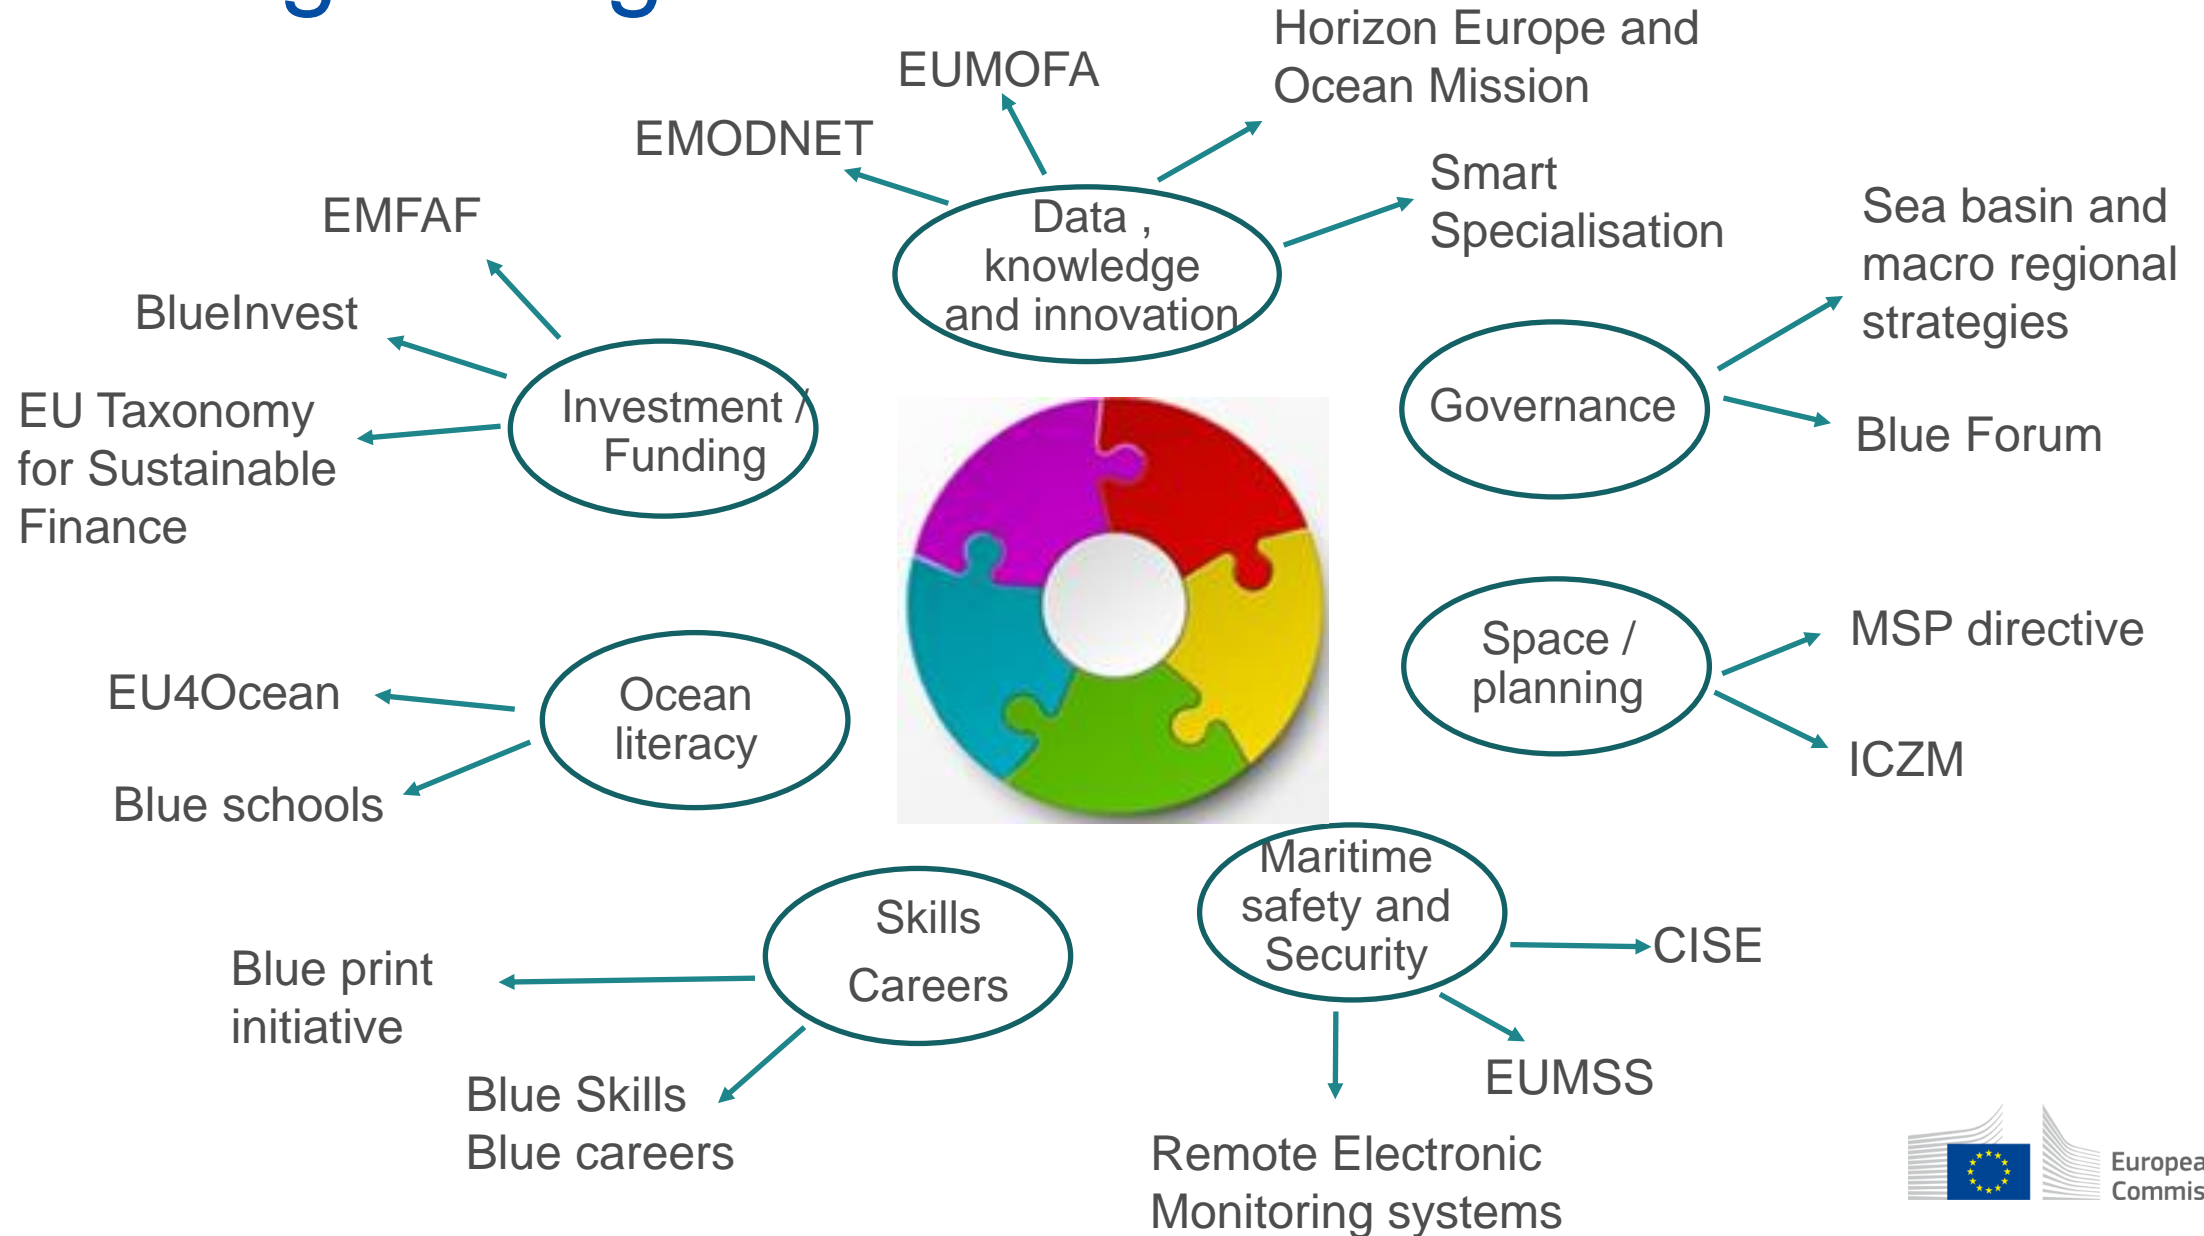 Horizon Europe and
Ocean Mission
EUMOFA
EMODNET
Smart
Specialisation
EMFAF
Data ,
knowledge
and innovation
Sea basin and
macro regional
strategies
BlueInvest
Investment /
Funding
EU Taxonomy
for Sustainable
Finance
Governance
Blue Forum
Space /
planning
MSP directive
ICZM
EU4Ocean
Ocean
literacy
Blue schools
Maritime
safety and
Security
Skills
Careers
CISE
Blue print
initiative
EUMSS
Blue Skills
Blue careers
Remote Electronic
Monitoring systems
Europea
Commis